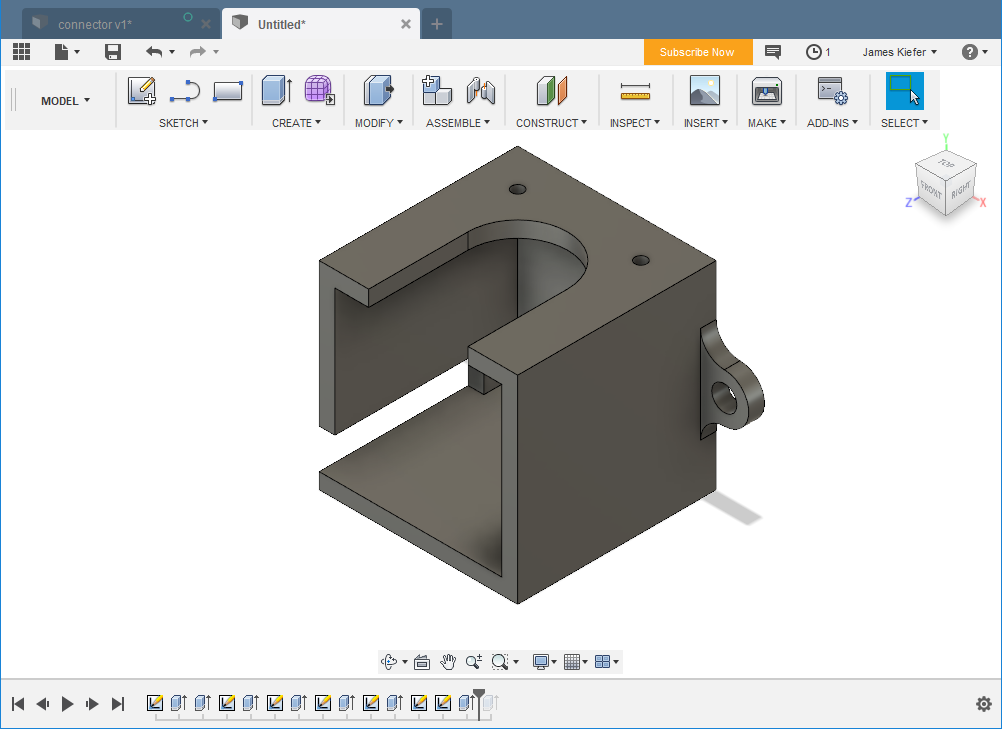 connector v1*
Untitled*
Subscribe Now
1
James Kiefer
MODEL
SKETCH
CREATE
MODIFY
ASSEMBLE
CONSTRUCT
INSPECT
INSERT
MAKE
ADD-INS
SELECT
Y
TOP
FRONT
RIGHT
Z
X